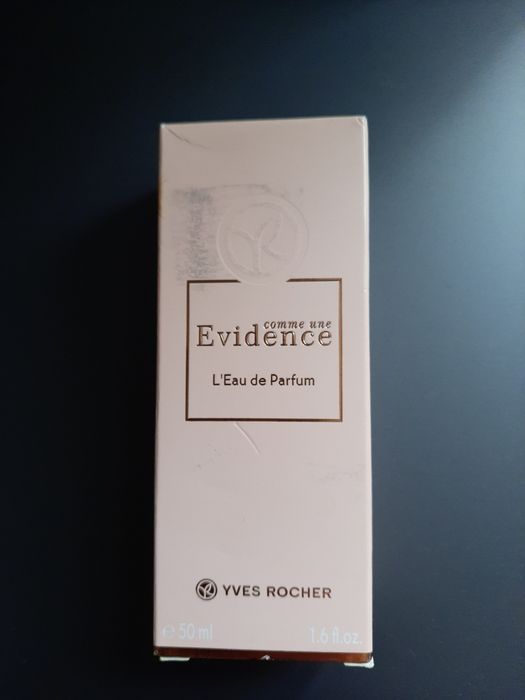 comme une
Evidence
L'Eau de Parfum
YVES ROCHER
e 50 ml 1.6 fl.oz.